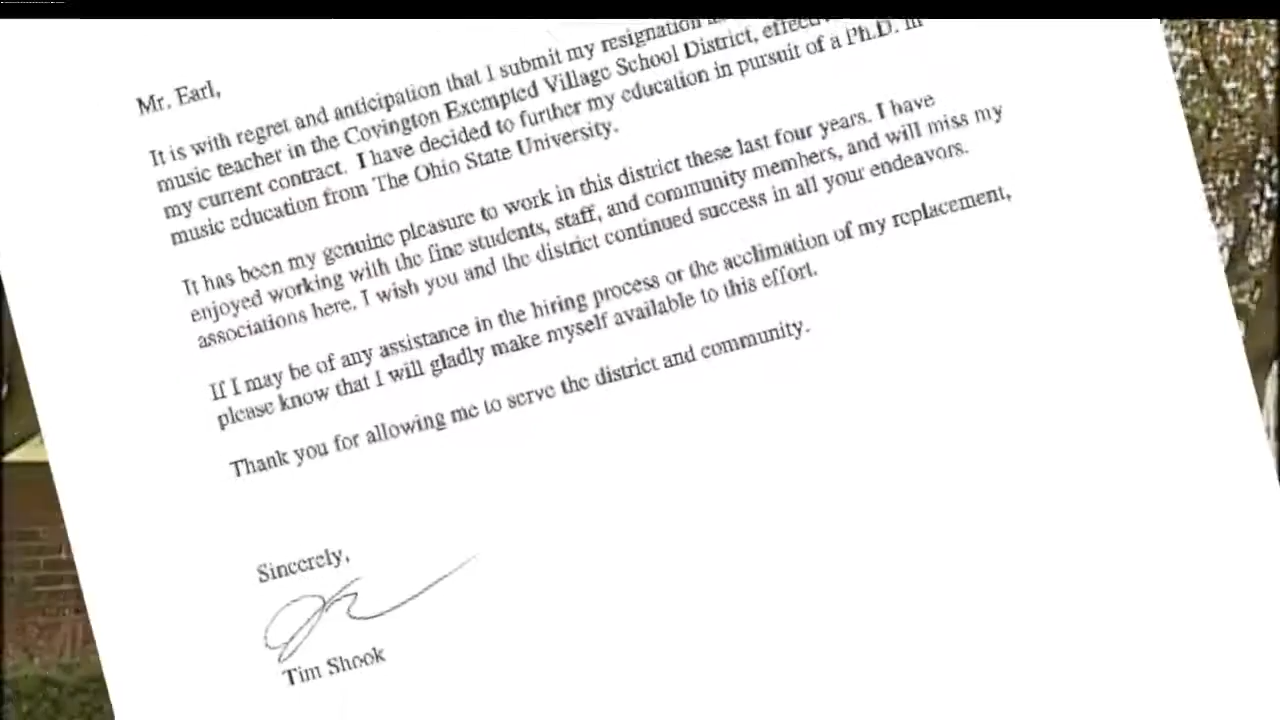 Mr. Earl,
It is with regret and anticipation that I submit my resignation
music teacher in the Covington Exempted Village School District,
my current contract. I have decided to further my education in pursuit of a Ph.D. in
music education from The Ohio State University.
It has been my genuine pleasure to work in this district these last four years. I have
enjoyed working with the fine students, staff, and community members, and will miss my
associations here. I wish you and the district continued success in all your endeavors.
If I may be of any assistance in the hiring process or the acclimation of my replacement,
please know that I will gladly make myself available to this effort.
Thank you for allowing me to serve the district and community.
Sincerely,
Tim Shook